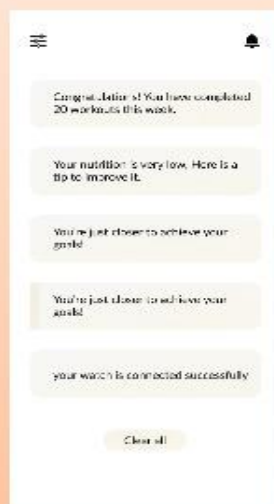 Congratulations! You have completed
20 workouts this week.
Your nutrition is very low, Here is a
tip to improve it.
You're just closer to achieve your
goals!
You're just closer to achieve your
goals!
your watch is connected successfully
Clear all